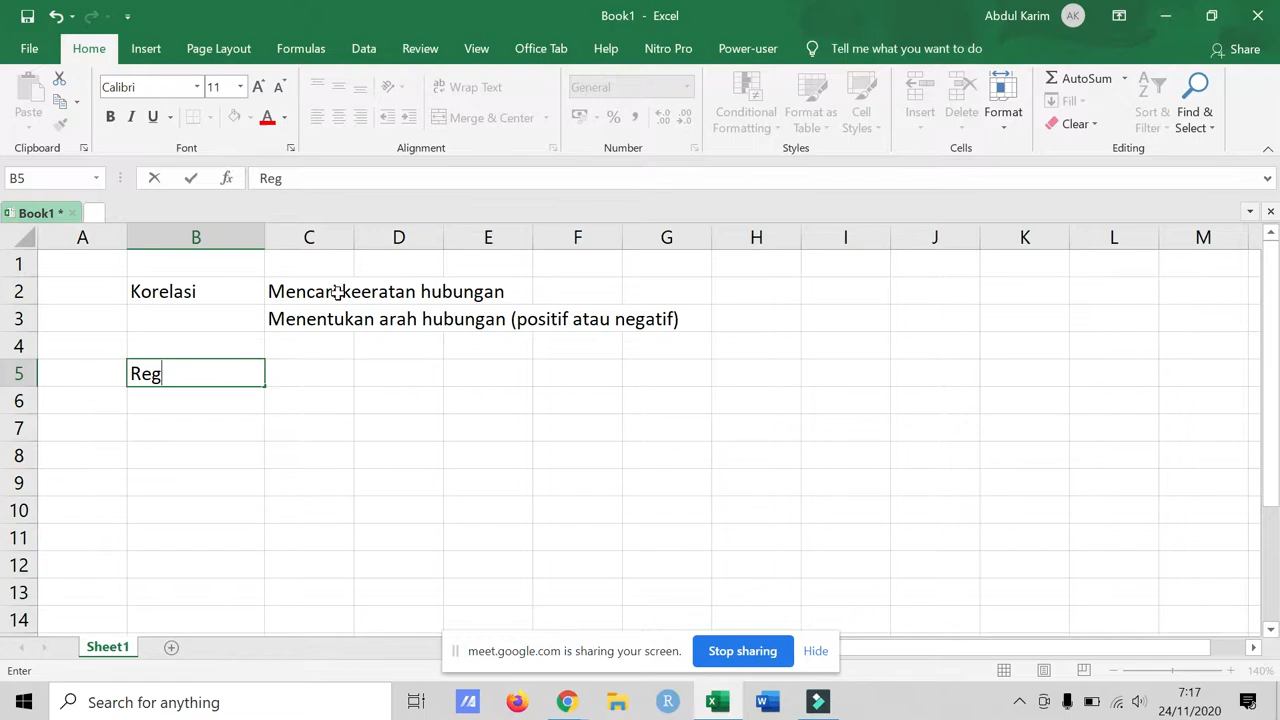 Book1 - Excel
Abdul Karim
AK
File
Home
Insert
Page Layout
Formulas
Data
Review
View
Office Tab
Help
Nitro Pro
Power-user
Tell me what you want to do
Share
Paste
Clipboard
Calibri
11
A
A
B
I
U
A
Font
ab
Wrap Text
Merge & Center
Alignment
General
%
,
Number
Conditional
Formatting
Format as
Table
Cell
Styles
Styles
Insert
Delete
Format
Cells
AutoSum
Fill
Clear
Sort &
Filter
Find &
Select
Editing
B5
fx
Reg
Book1 *
A B C D E F G H I J K L M
1
2 Korelasi Mencari keeratan hubungan
3 Menentukan arah hubungan (positif atau negatif)
4
5 Reg
6
7
8
9
10
11
12
13
14
Sheet1
meet.google.com is sharing your screen.
Stop sharing
Hide
Enter
140%
Search for anything
R
7:17
24/11/2020